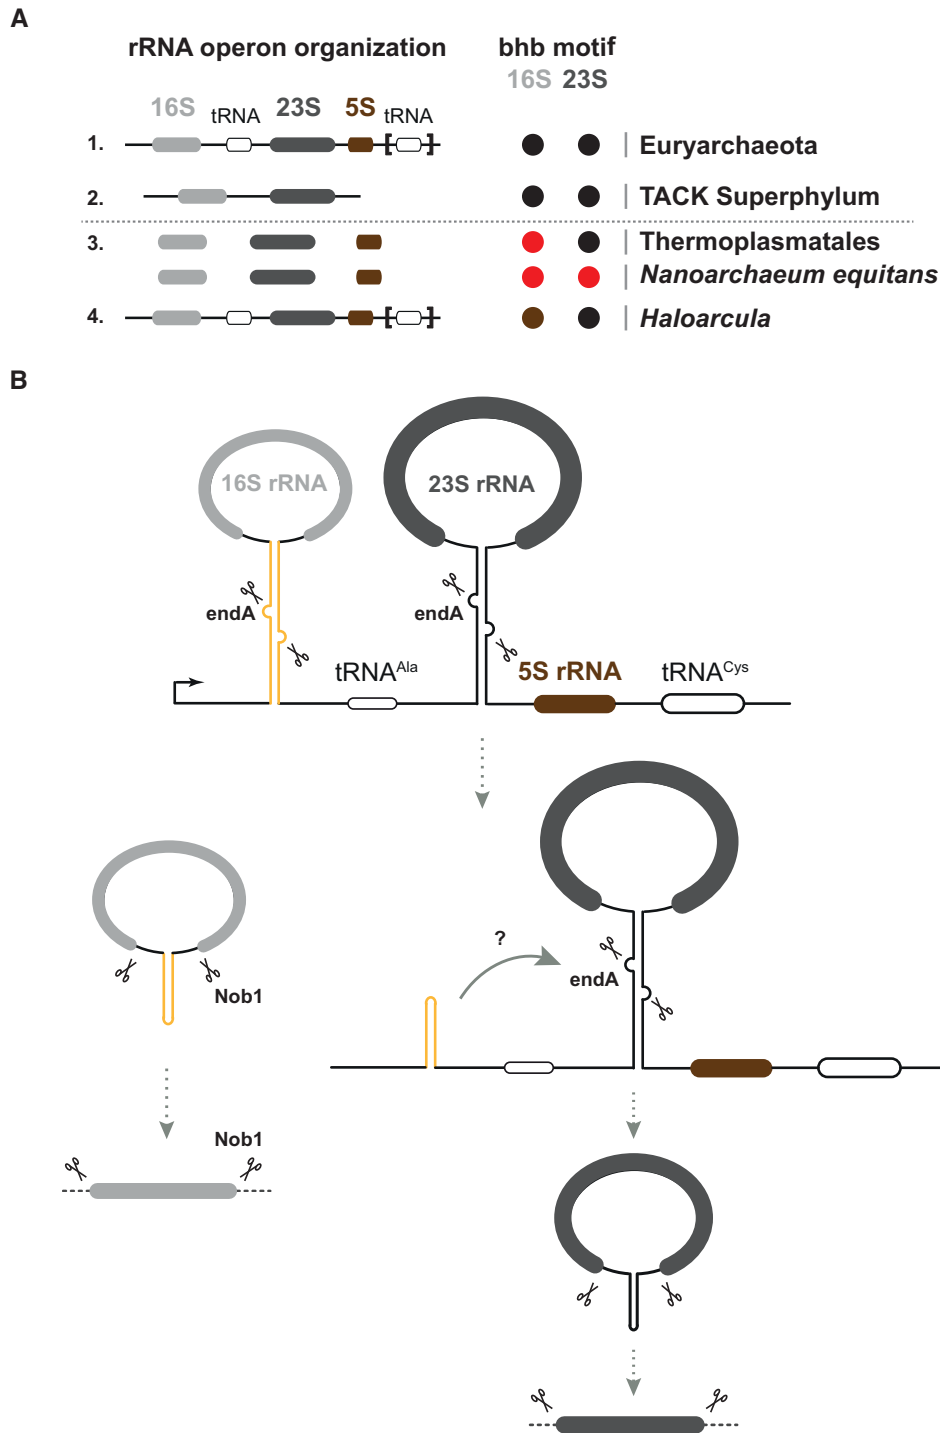 A
rRNA operon organization
bhb motif
16S 23S
16S tRNA 23S 5S tRNA
1. [ ] Euryarchaeota
2. TACK Superphylum
3. Thermoplasmatales
Nanoarchaeum equitans
4. [ ] Haloarcula
B
16S rRNA
23S rRNA
endA
endA
tRNAAla
5S rRNA
tRNACys
?
endA
Nob1
Nob1